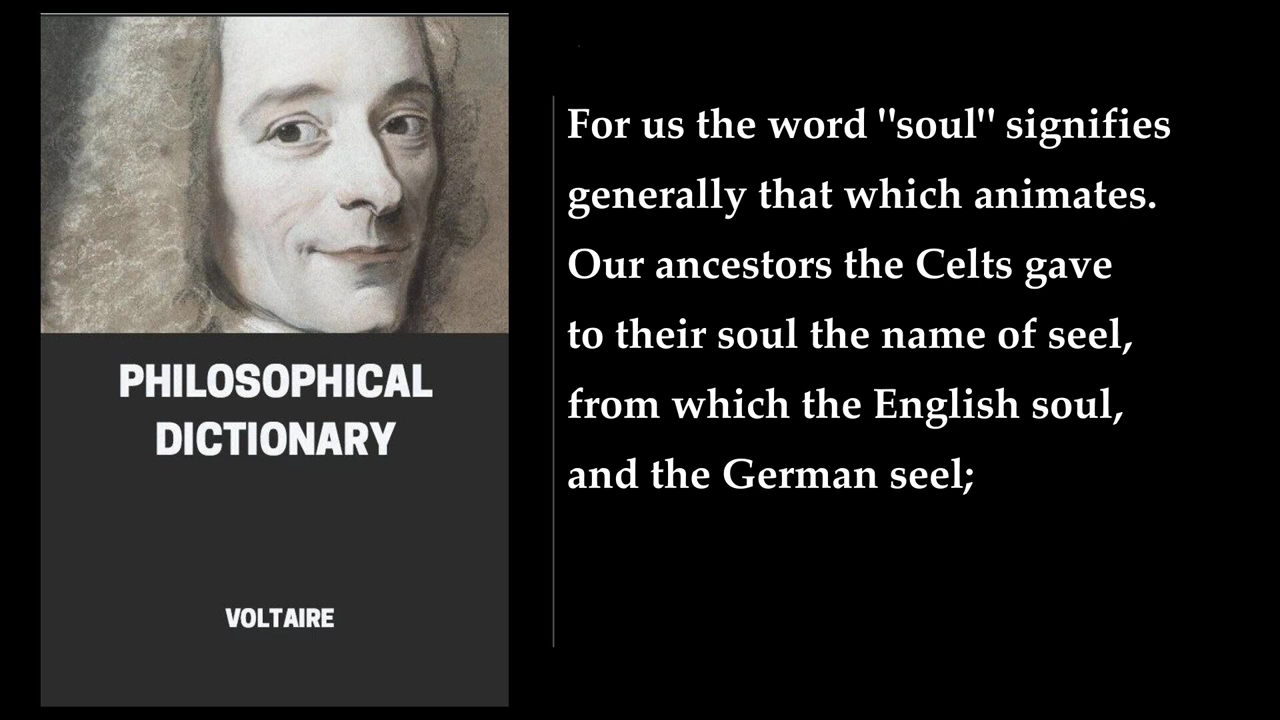 PHILOSOPHICAL
DICTIONARY
VOLTAIRE
For us the word "soul" signifies
generally that which animates.
Our ancestors the Celts gave
to their soul the name of seel,
from which the English soul,
and the German seel;